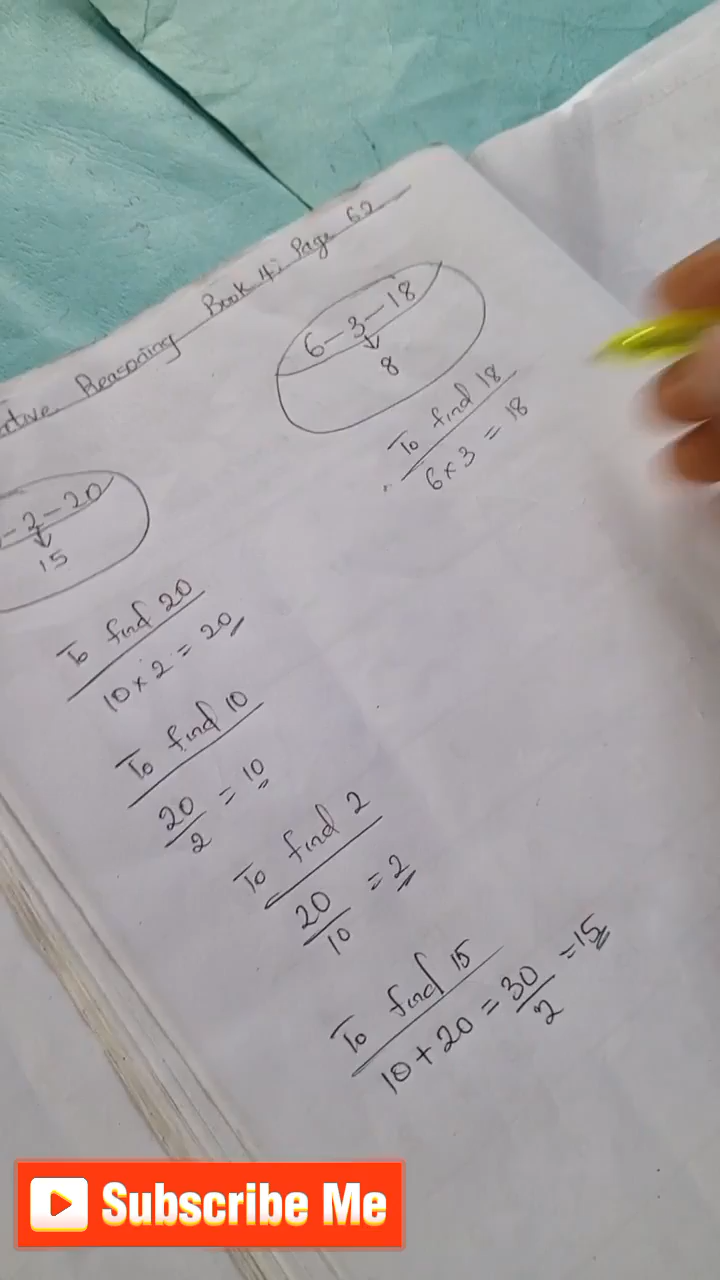 Reasoning Book 4: Page 62
6-3-18
8
To find 18
6×3 = 18
-2-20
15
To find 20
10×2 = 20
To find 10
20/2 = 10
To find 2
20/10 = 2
To find 15
10+20 = 30/2 = 15
Subscribe Me